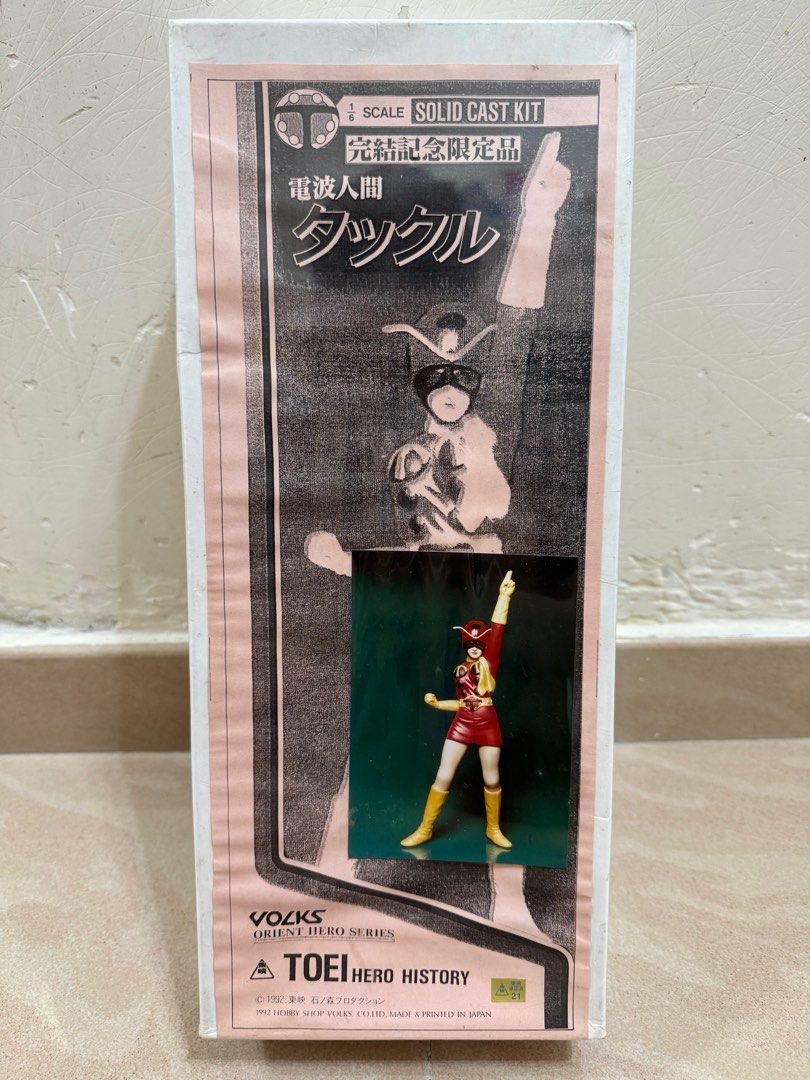 1/6 SCALE SOLID CAST KIT
完結記念限定品
電波人間
タックル
VOLKS
ORIENT HERO SERIES
東映 TOEI HERO HISTORY
© 1992. 東映 石ノ森プロダクション
1992 HOBBY SHOP VOLKS. CO.LTD, MADE & PRINTED IN JAPAN
21